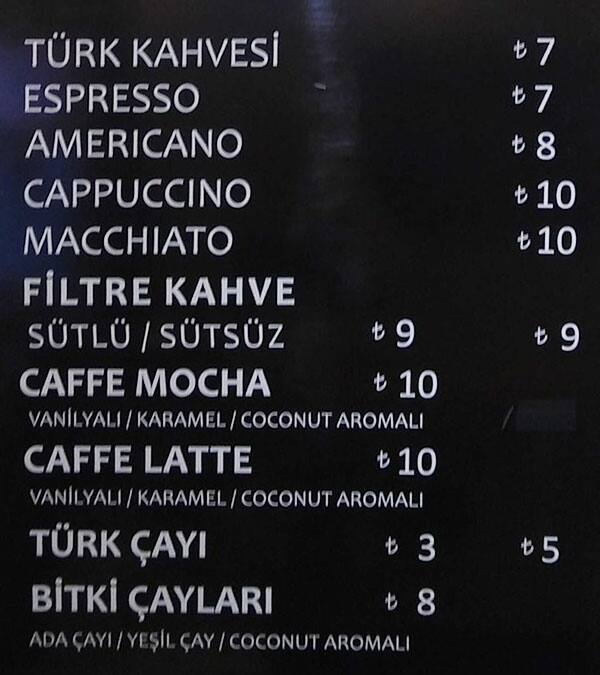 TÜRK KAHVESİ ₺ 7
ESPRESSO ₺ 7
AMERICANO ₺ 8
CAPPUCCINO ₺ 10
MACCHIATO ₺ 10
FİLTRE KAHVE
SÜTLÜ / SÜTSÜZ ₺ 9 ₺ 9
CAFFE MOCHA ₺ 10
VANİLYALI / KARAMEL / COCONUT AROMALI /
CAFFE LATTE ₺ 10
VANİLYALI / KARAMEL / COCONUT AROMALI
TÜRK ÇAYI ₺ 3 ₺ 5
BİTKİ ÇAYLARI ₺ 8
ADA ÇAYI / YEŞİL ÇAY / COCONUT AROMALI